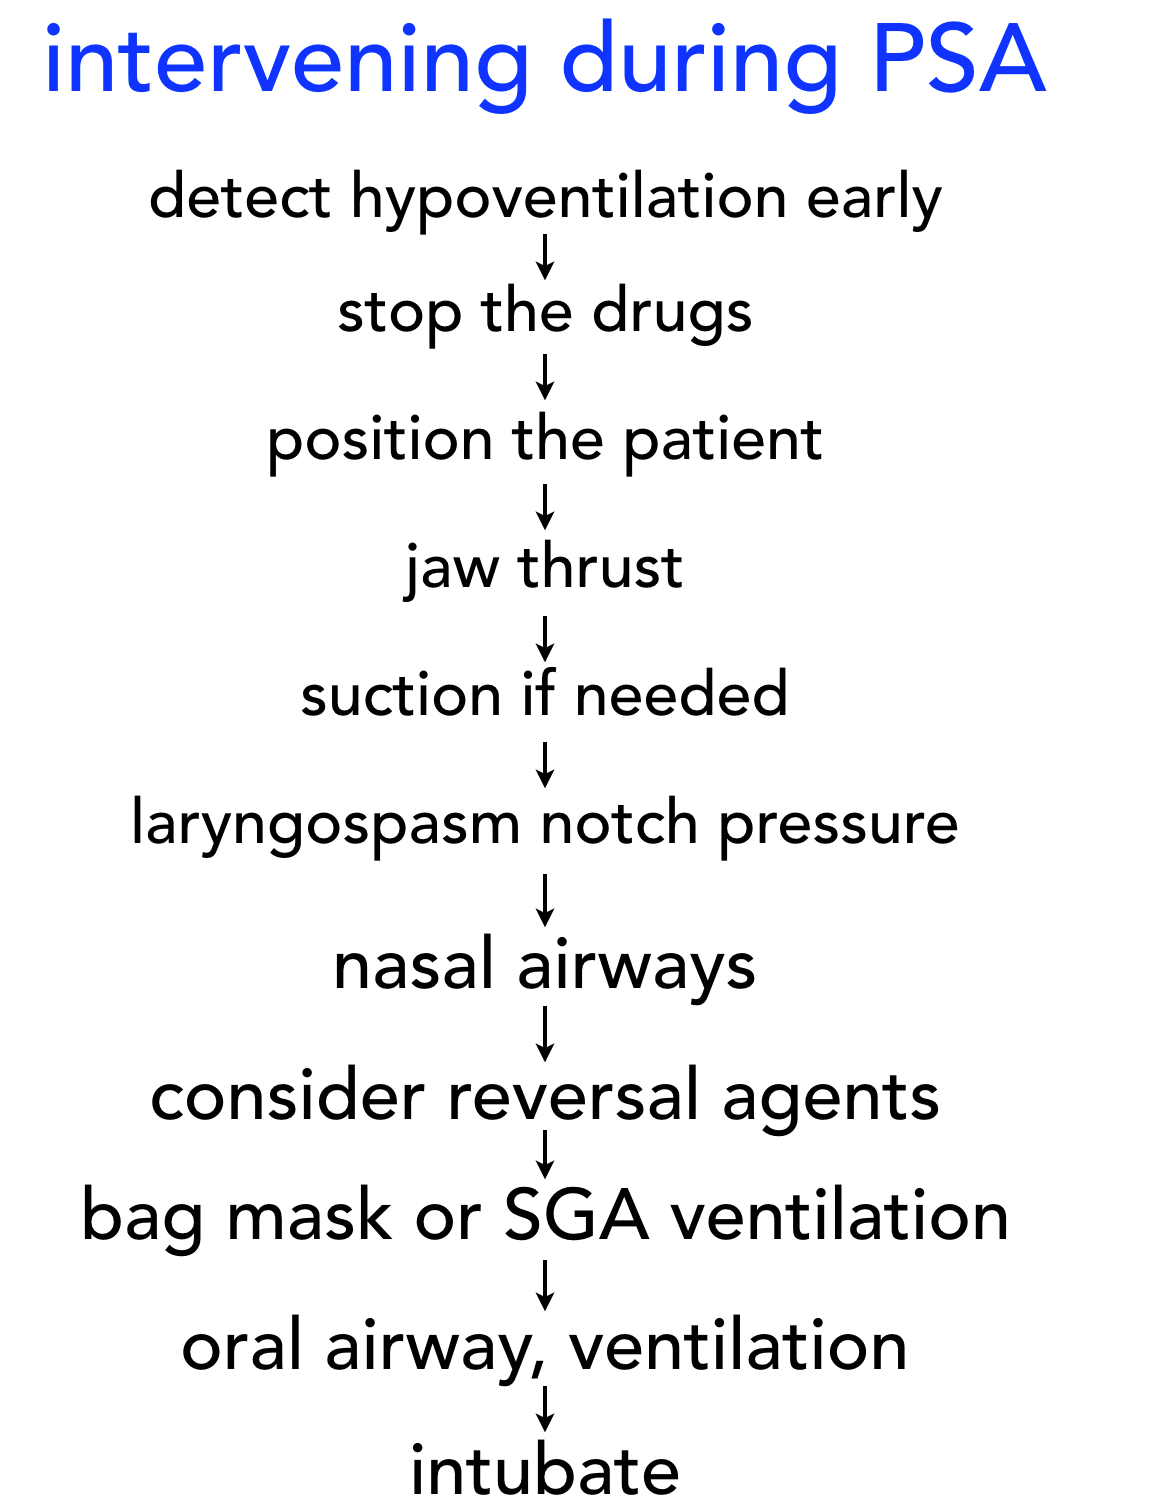 intervening during PSA
detect hypoventilation early
stop the drugs
position the patient
jaw thrust
suction if needed
laryngospasm notch pressure
nasal airways
consider reversal agents
bag mask or SGA ventilation
oral airway, ventilation
intubate